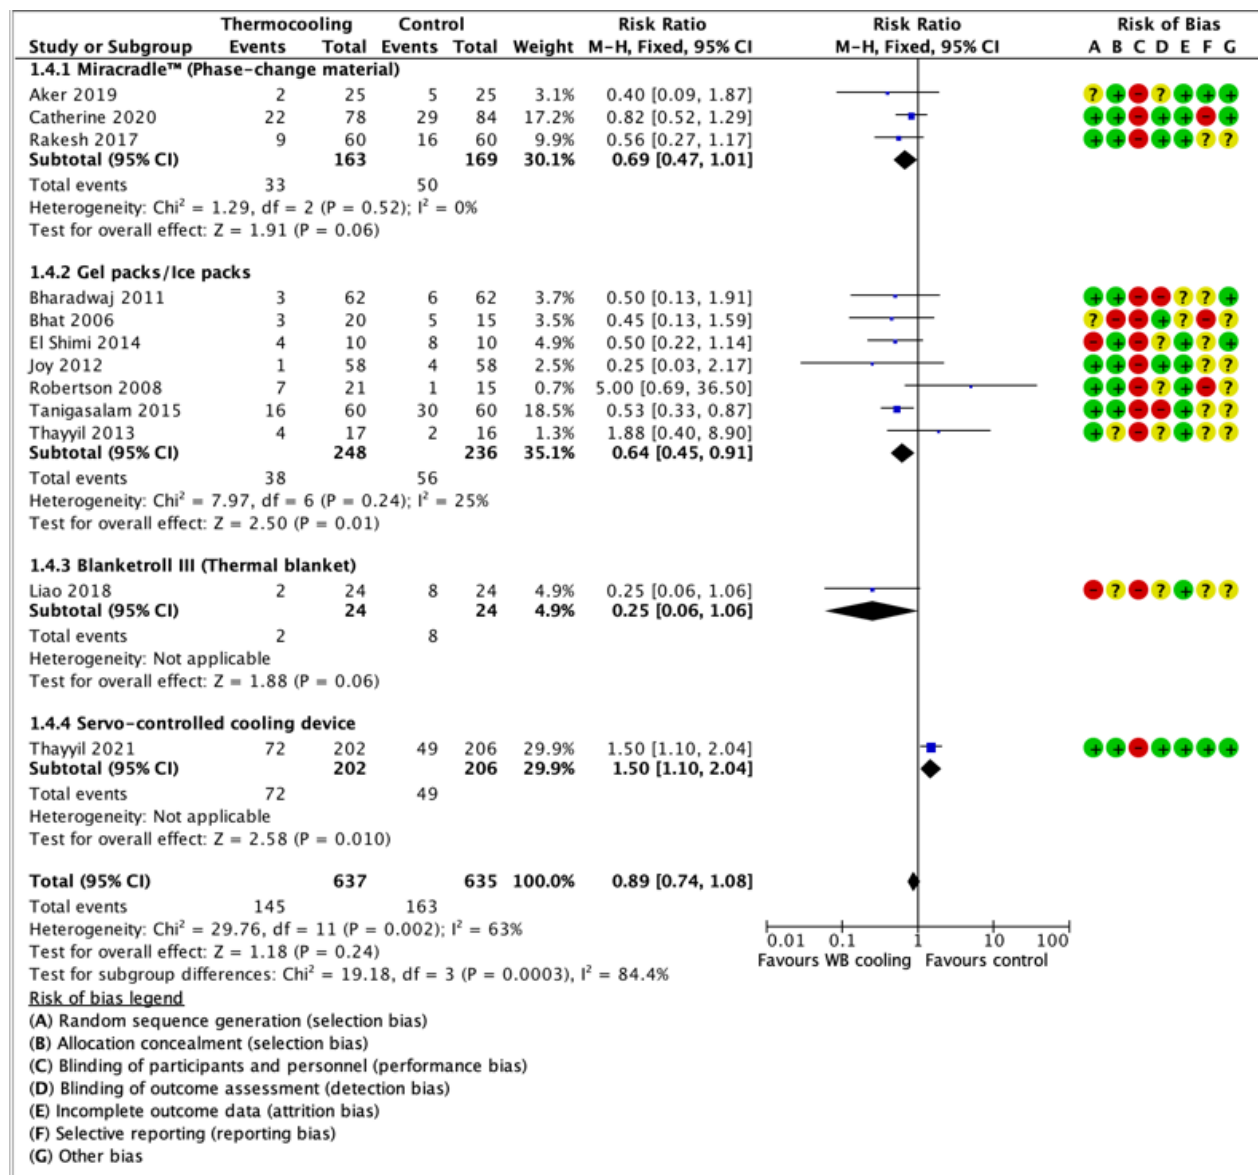 Thermocooling Control Risk Ratio Risk Ratio Risk of Bias
Study or Subgroup Events Total Events Total Weight M-H, Fixed, 95% CI M-H, Fixed, 95% CI A B C D E F G
1.4.1 Miracradle™ (Phase-change material)
Aker 2019 2 25 5 25 3.1% 0.40 [0.09, 1.87] ? + - ? + + +
Catherine 2020 22 78 29 84 17.2% 0.82 [0.52, 1.29] + + - + + - +
Rakesh 2017 9 60 16 60 9.9% 0.56 [0.27, 1.17] + + - + + ? ?
Subtotal (95% CI) 163 169 30.1% 0.69 [0.47, 1.01]
Total events 33 50
Heterogeneity: Chi² = 1.29, df = 2 (P = 0.52); I² = 0%
Test for overall effect: Z = 1.91 (P = 0.06)
1.4.2 Gel packs/Ice packs
Bharadwaj 2011 3 62 6 62 3.7% 0.50 [0.13, 1.91] + + - - ? ? +
Bhat 2006 3 20 5 15 3.5% 0.45 [0.13, 1.59] ? - - + ? - ?
El Shimi 2014 4 10 8 10 4.9% 0.50 [0.22, 1.14] - + - ? + ? +
Joy 2012 1 58 4 58 2.5% 0.25 [0.03, 2.17] + + - + + ? ?
Robertson 2008 7 21 1 15 0.7% 5.00 [0.69, 36.50] + + - ? + - ?
Tanigasalam 2015 16 60 30 60 18.5% 0.53 [0.33, 0.87] + + - - + ? ?
Thayyil 2013 4 17 2 16 1.3% 1.88 [0.40, 8.90] + ? - ? + ? ?
Subtotal (95% CI) 248 236 35.1% 0.64 [0.45, 0.91]
Total events 38 56
Heterogeneity: Chi² = 7.97, df = 6 (P = 0.24); I² = 25%
Test for overall effect: Z = 2.50 (P = 0.01)
1.4.3 Blanketroll III (Thermal blanket)
Liao 2018 2 24 8 24 4.9% 0.25 [0.06, 1.06] - ? - ? + ? ?
Subtotal (95% CI) 24 24 4.9% 0.25 [0.06, 1.06]
Total events 2 8
Heterogeneity: Not applicable
Test for overall effect: Z = 1.88 (P = 0.06)
1.4.4 Servo-controlled cooling device
Thayyil 2021 72 202 49 206 29.9% 1.50 [1.10, 2.04] + + - + + + +
Subtotal (95% CI) 202 206 29.9% 1.50 [1.10, 2.04]
Total events 72 49
Heterogeneity: Not applicable
Test for overall effect: Z = 2.58 (P = 0.010)
Total (95% CI) 637 635 100.0% 0.89 [0.74, 1.08]
Total events 145 163
Heterogeneity: Chi² = 29.76, df = 11 (P = 0.002); I² = 63%
Test for overall effect: Z = 1.18 (P = 0.24)
Test for subgroup differences: Chi² = 19.18, df = 3 (P = 0.0003), I² = 84.4%
0.01 0.1 1 10 100
Favours WB cooling Favours control
Risk of bias legend
(A) Random sequence generation (selection bias)
(B) Allocation concealment (selection bias)
(C) Blinding of participants and personnel (performance bias)
(D) Blinding of outcome assessment (detection bias)
(E) Incomplete outcome data (attrition bias)
(F) Selective reporting (reporting bias)
(G) Other bias